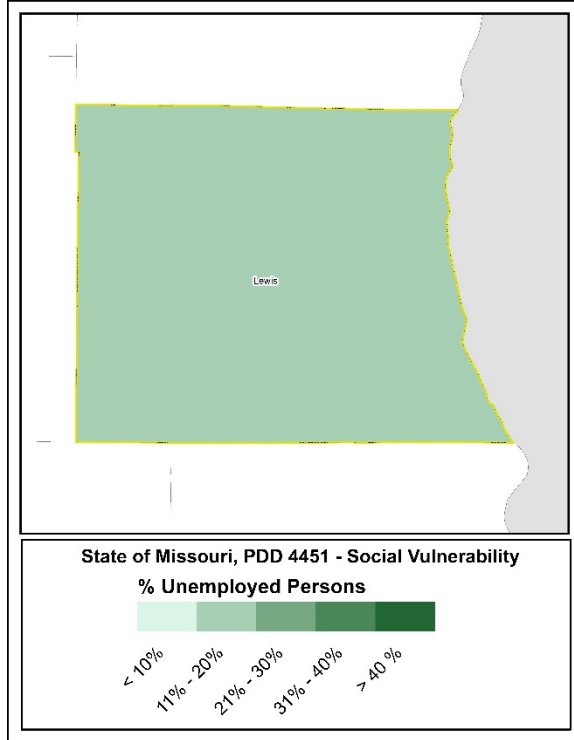 Lewis
State of Missouri, PDD 4451 - Social Vulnerability
% Unemployed Persons
< 10%
11% - 20%
21% - 30%
31% - 40%
> 40 %